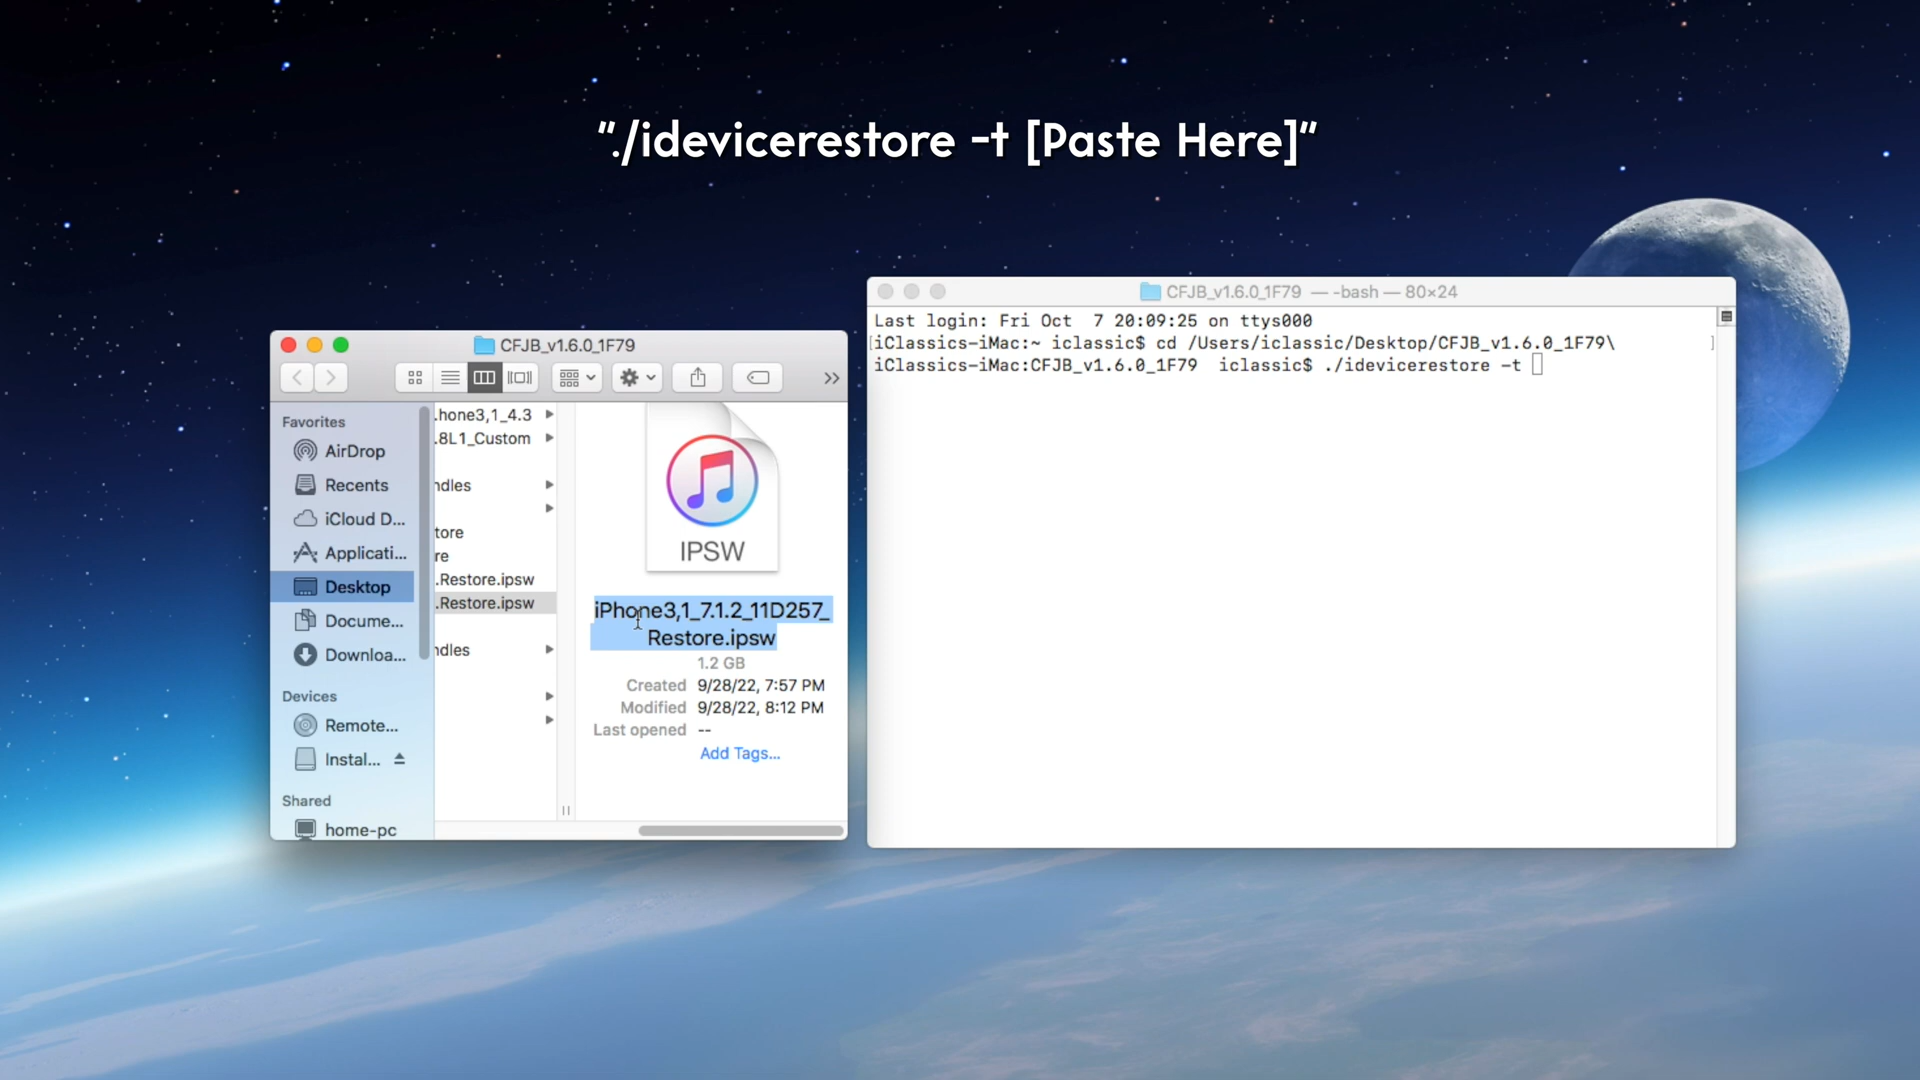 "./idevicerestore -t [Paste Here]"
CFJB_v1.6.0_1F79
Favorites
AirDrop
Recents
iCloud D...
Applicati...
Desktop
Docume...
Downloa...
Devices
Remote...
Instal...
Shared
home-pc
.hone3,1_4.3
.8L1_Custom
ndles
tore
re
.Restore.ipsw
.Restore.ipsw
ndles
IPSW
iPhone3,1_7.1.2_11D257_
Restore.ipsw
1.2 GB
Created 9/28/22, 7:57 PM
Modified 9/28/22, 8:12 PM
Last opened --
Add Tags...
CFJB_v1.6.0_1F79 — -bash — 80×24
Last login: Fri Oct  7 20:09:25 on ttys000
[iClassics-iMac:~ iclassic$ cd /Users/iclassic/Desktop/CFJB_v1.6.0_1F79\ ]
iClassics-iMac:CFJB_v1.6.0_1F79  iclassic$ ./idevicerestore -t